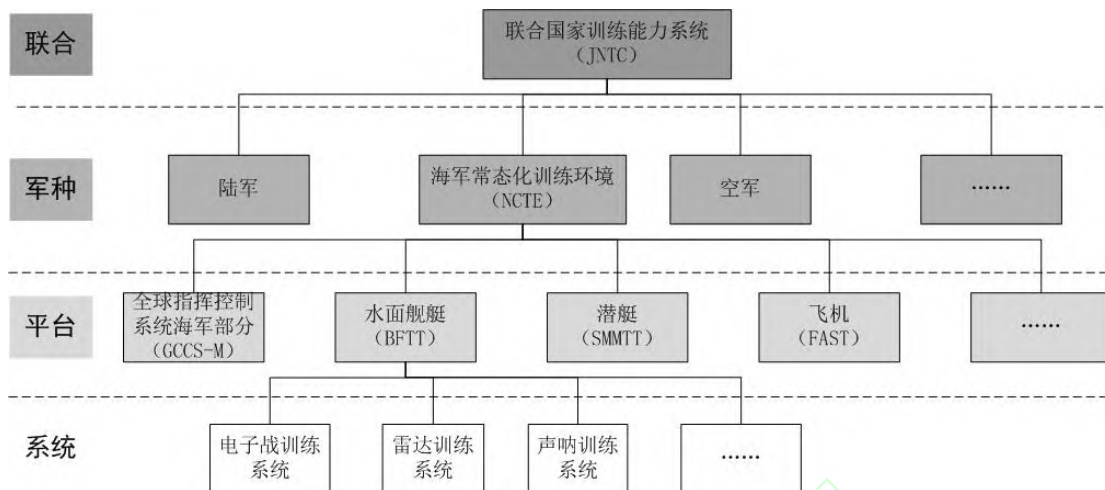 联合
联合国家训练能力系统
(JNTC)
军种
陆军
海军常态化训练环境
(NCTE)
空军
……
平台
全球指挥控制
系统海军部分
(GCCS-M)
水面舰艇
(BFTT)
潜艇
(SMMTT)
飞机
(FAST)
……
系统
电子战训练
系统
雷达训练
系统
声呐训练
系统
……